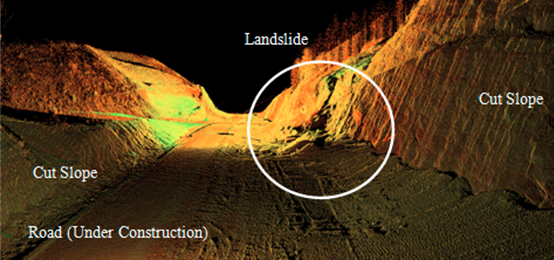 Landslide
Cut Slope
Cut Slope
Road (Under Construction)